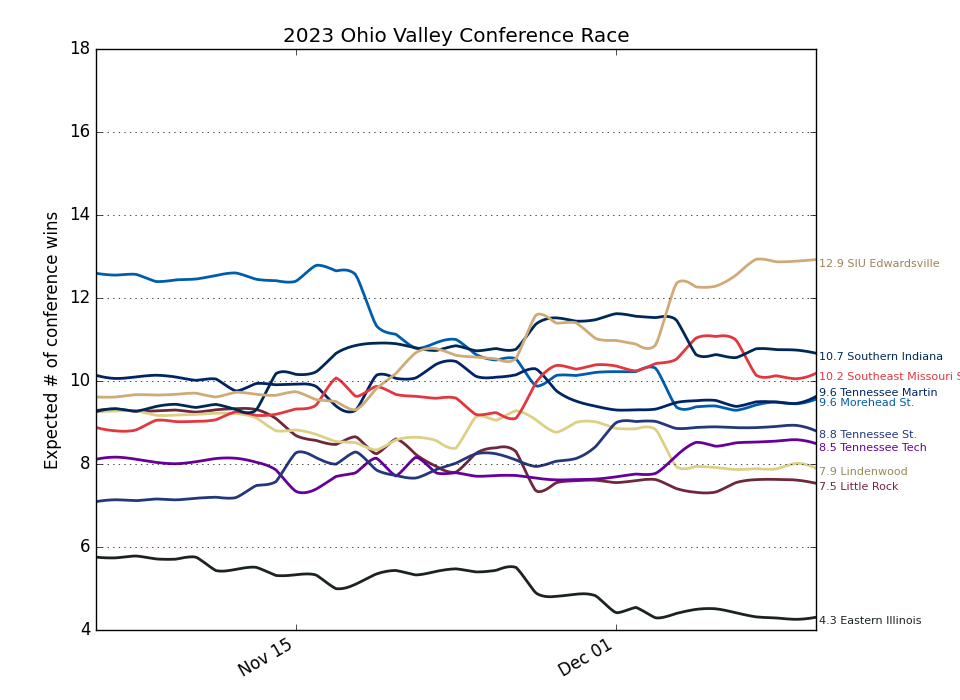 2023 Ohio Valley Conference Race
Expected # of conference wins
18
16
14
12
10
8
6
4
Nov 15
Dec 01
12.9 SIU Edwardsville
10.7 Southern Indiana
10.2 Southeast Missouri S
9.6 Tennessee Martin
9.6 Morehead St.
8.8 Tennessee St.
8.5 Tennessee Tech
7.9 Lindenwood
7.5 Little Rock
4.3 Eastern Illinois